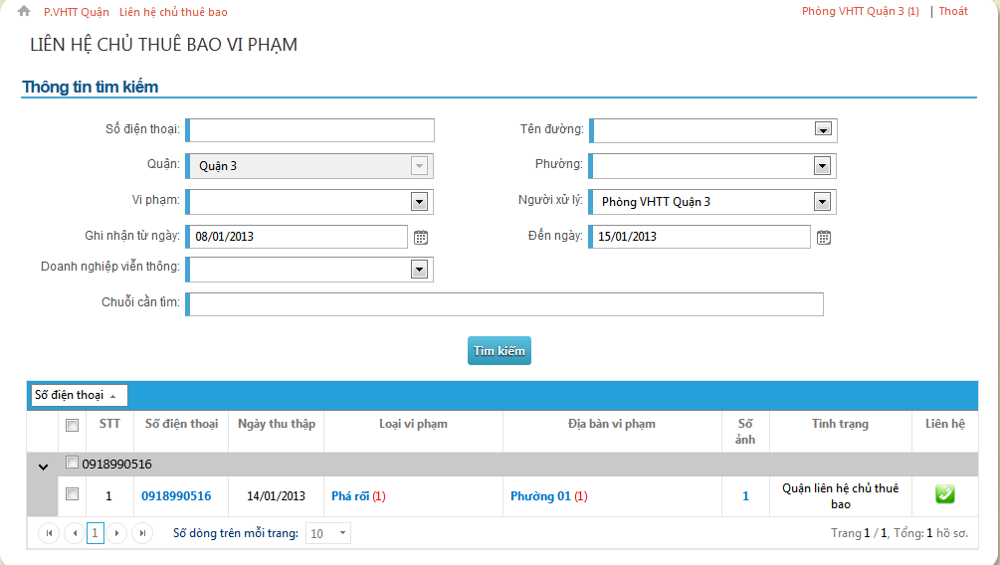 P.VHTT Quận Liên hệ chủ thuê bao Phòng VHTT Quận 3 (1) | Thoát
LIÊN HỆ CHỦ THUÊ BAO VI PHẠM
Thông tin tìm kiếm
Số điện thoại: Tên đường:
Quận: Quận 3 Phường:
Vi phạm: Người xử lý: Phòng VHTT Quận 3
Ghi nhận từ ngày: 08/01/2013 Đến ngày: 15/01/2013
Doanh nghiệp viễn thông:
Chuỗi cần tìm:
Tìm kiếm
Số điện thoại
STT Số điện thoại Ngày thu thập Loại vi phạm Địa bàn vi phạm Số ảnh Tình trạng Liên hệ
0918990516
1 0918990516 14/01/2013 Phá rối (1) Phường 01 (1) 1 Quận liên hệ chủ thuê bao
1 Số dòng trên mỗi trang: 10 Trang 1 / 1, Tổng: 1 hồ sơ.